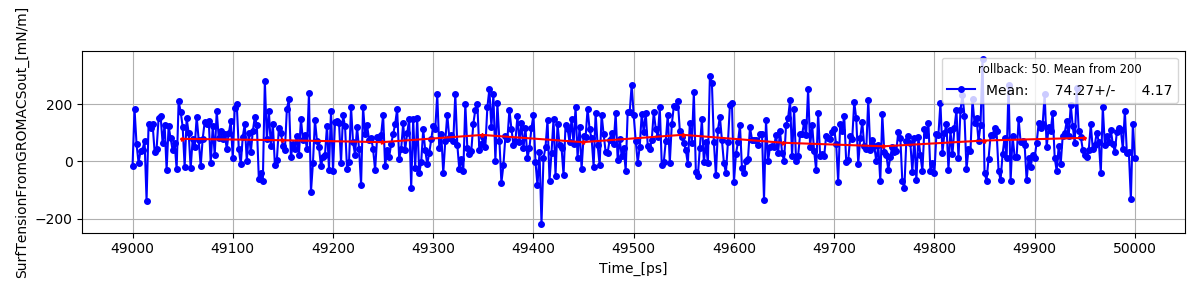 SurfTensionFromGROMACSout_[mN/m]
200
0
−200
rollback: 50. Mean from 200
Mean: 74.27+/- 4.17
49000 49100 49200 49300 49400 49500 49600 49700 49800 49900 50000
Time_[ps]